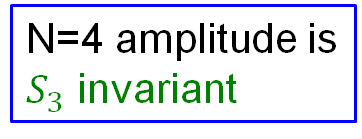 N=4 amplitude is
S₃ invariant